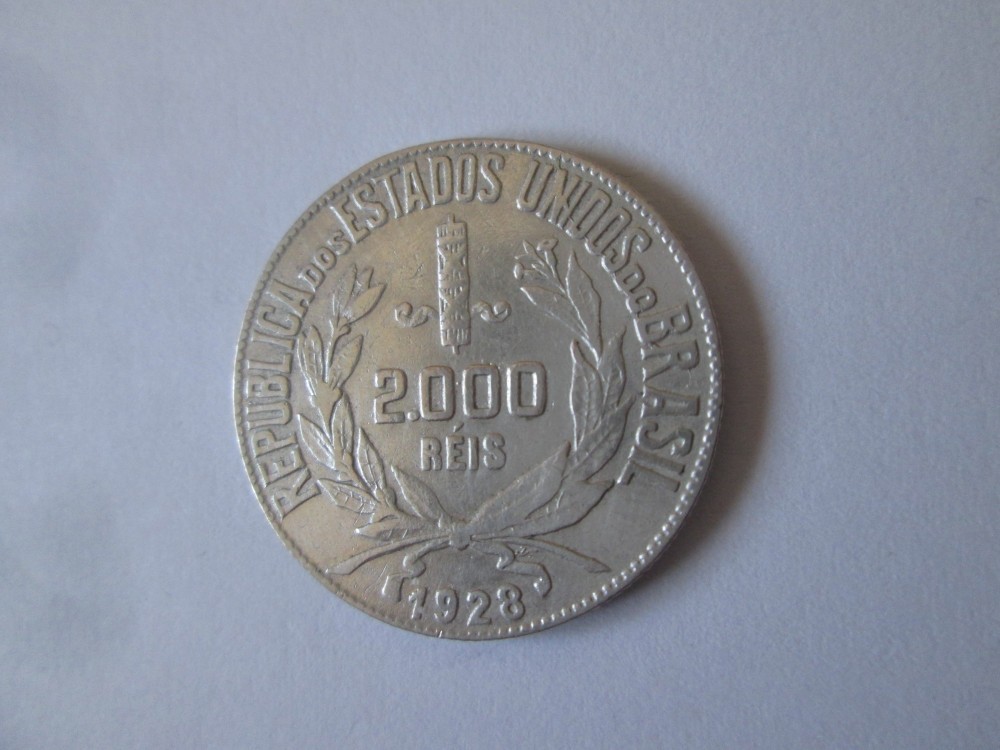 REPUBLICA DOS ESTADOS UNIDOS DO BRASIL
2.000
RÉIS
1928